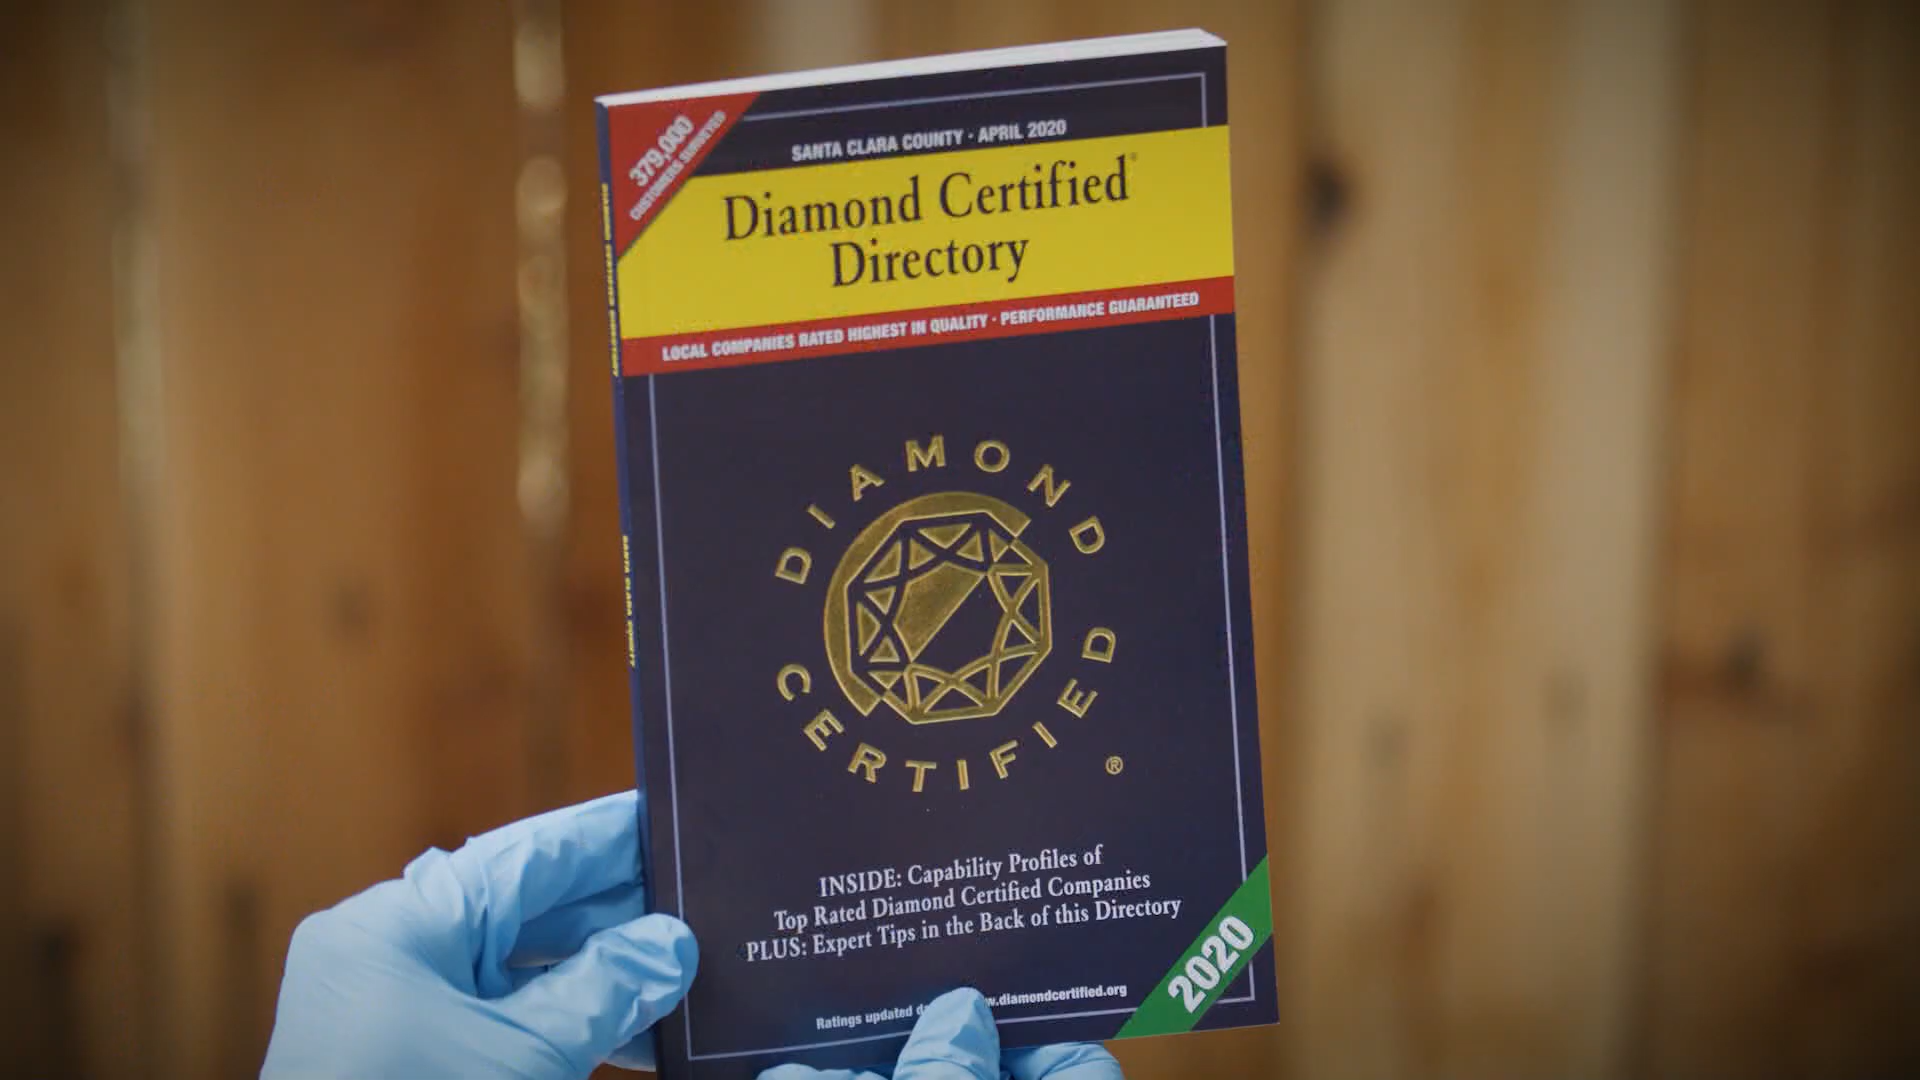 379,000
CUSTOMERS SURVEYED
SANTA CLARA COUNTY · APRIL 2020
Diamond Certified®
Directory
LOCAL COMPANIES RATED HIGHEST IN QUALITY · PERFORMANCE GUARANTEED
DIAMOND
CERTIFIED
®
INSIDE: Capability Profiles of
Top Rated Diamond Certified Companies
PLUS: Expert Tips in the Back of this Directory
Ratings updated w.diamondcertified.org
2020
DIAMOND CERTIFIED DIRECTORY
SANTA CLARA COUNTY